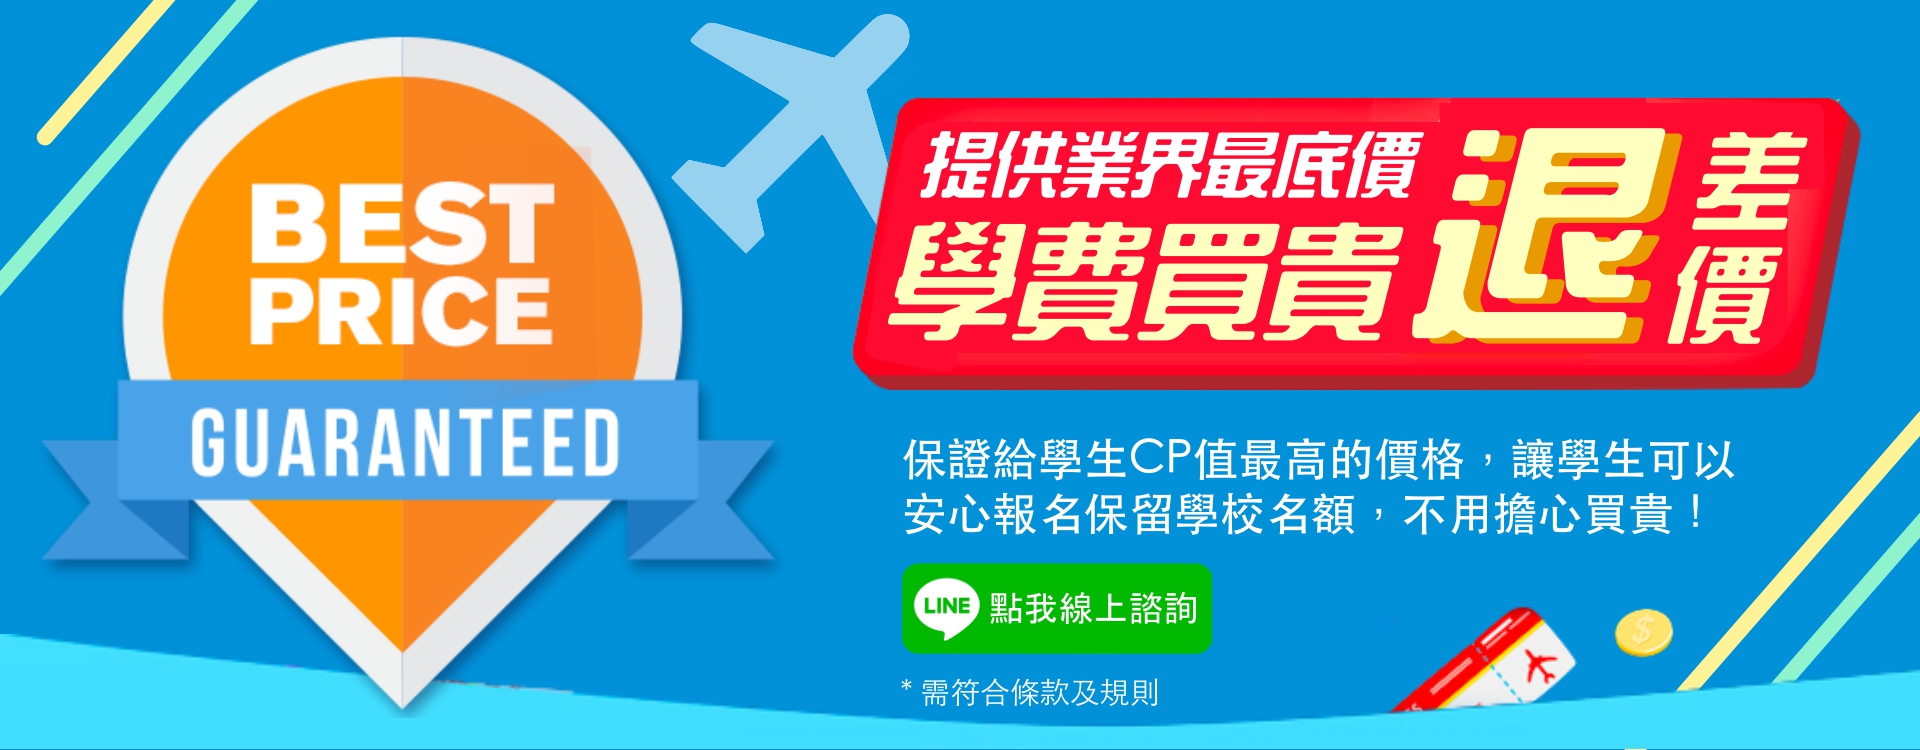 BEST
PRICE
GUARANTEED
提供業界最底價
學費買貴退差價
保證給學生CP值最高的價格，讓學生可以
安心報名保留學校名額，不用擔心買貴！
LINE 點我線上諮詢
* 需符合條款及規則